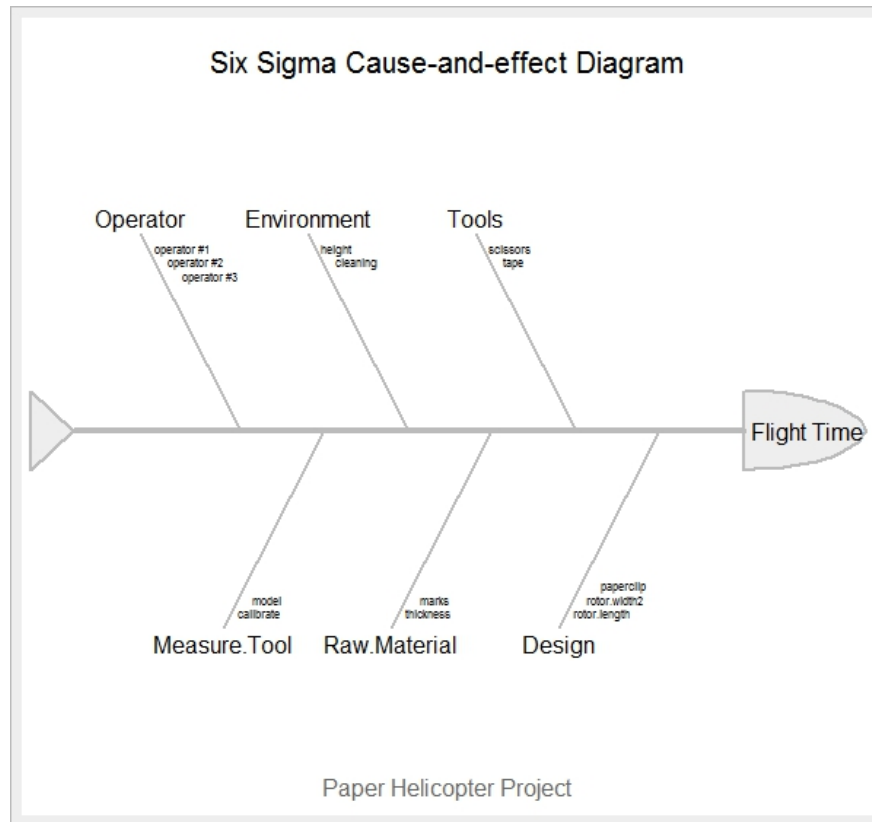 Six Sigma Cause-and-effect Diagram
Operator
Environment
Tools
operator #1
operator #2
operator #3
height
cleaning
scissors
tape
Flight Time
model
calibrate
marks
thickness
paperclip
rotor.width2
rotor.length
Measure.Tool
Raw.Material
Design
Paper Helicopter Project